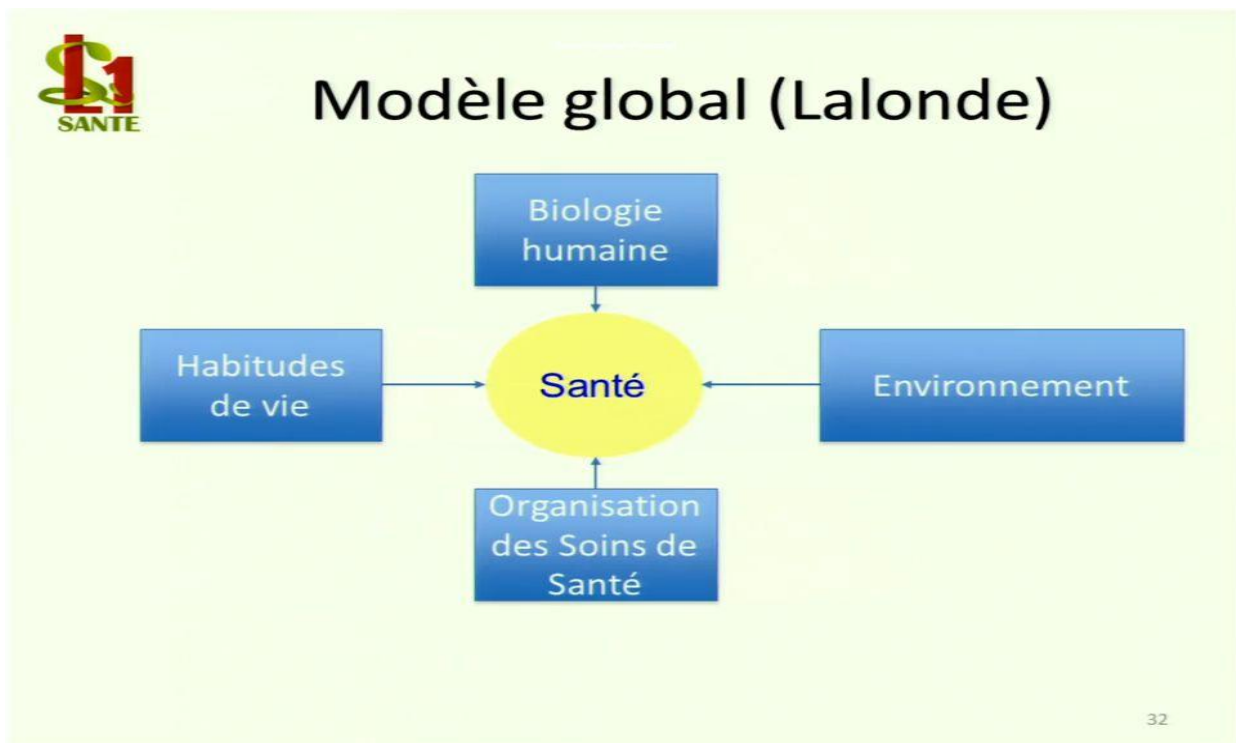 L1
SANTE
Modèle global (Lalonde)
Biologie
humaine
Habitudes
de vie
Santé
Environnement
Organisation
des Soins de
Santé
32